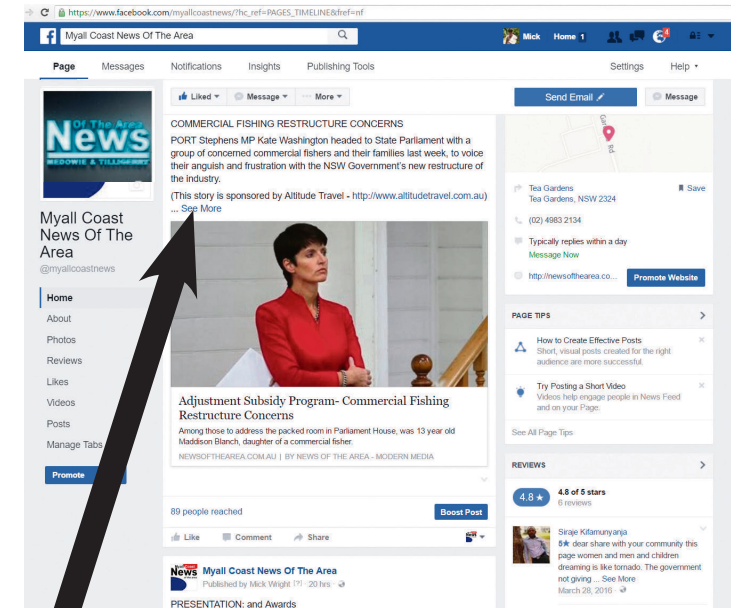 https://www.facebook.com/myallcoastnews/?hc_ref=PAGES_TIMELINE&fref=nf
Myall Coast News Of The Area
Mick Home 1
4
Page Messages Notifications Insights Publishing Tools Settings Help
Liked Message More
Send Email Message
Of The Area
News
MEDOWIE & TILLIGERRY
Myall Coast
News Of The
Area
@myallcoastnews
Home
About
Photos
Reviews
Likes
Videos
Posts
Manage Tabs
Promote
COMMERCIAL FISHING RESTRUCTURE CONCERNS
PORT Stephens MP Kate Washington headed to State Parliament with a
group of concerned commercial fishers and their families last week, to voice
their anguish and frustration with the NSW Government's new restructure of
the industry.
(This story is sponsored by Altitude Travel - http://www.altitudetravel.com.au)
... See More
Adjustment Subsidy Program- Commercial Fishing
Restructure Concerns
Among those to address the packed room in Parliament House, was 13 year old
Maddison Blanch, daughter of a commercial fisher.
NEWSOFTHEAREA.COM.AU | BY NEWS OF THE AREA - MODERN MEDIA
89 people reached
Boost Post
Like Comment Share
News
News
Myall Coast News Of The Area
Published by Mick Wright [?] · 20 hrs ·
PRESENTATION: and Awards
Rd
Tea Gardens
Tea Gardens, NSW 2324
Save
(02) 4983 2134
Typically replies within a day
Message Now
http://newsofthearea.co...
Promote Website
PAGE TIPS
How to Create Effective Posts
Short, visual posts created for the right
audience are more successful.
Try Posting a Short Video
Videos help engage people in News Feed
and on your Page.
See All Page Tips
REVIEWS
4.8 ★
4.8 of 5 stars
6 reviews
Siraje Kifamunyanja
5★ dear share with your community this
page women and men and children
dreaming is like tornado. The government
not giving ... See More
March 28, 2016 ·